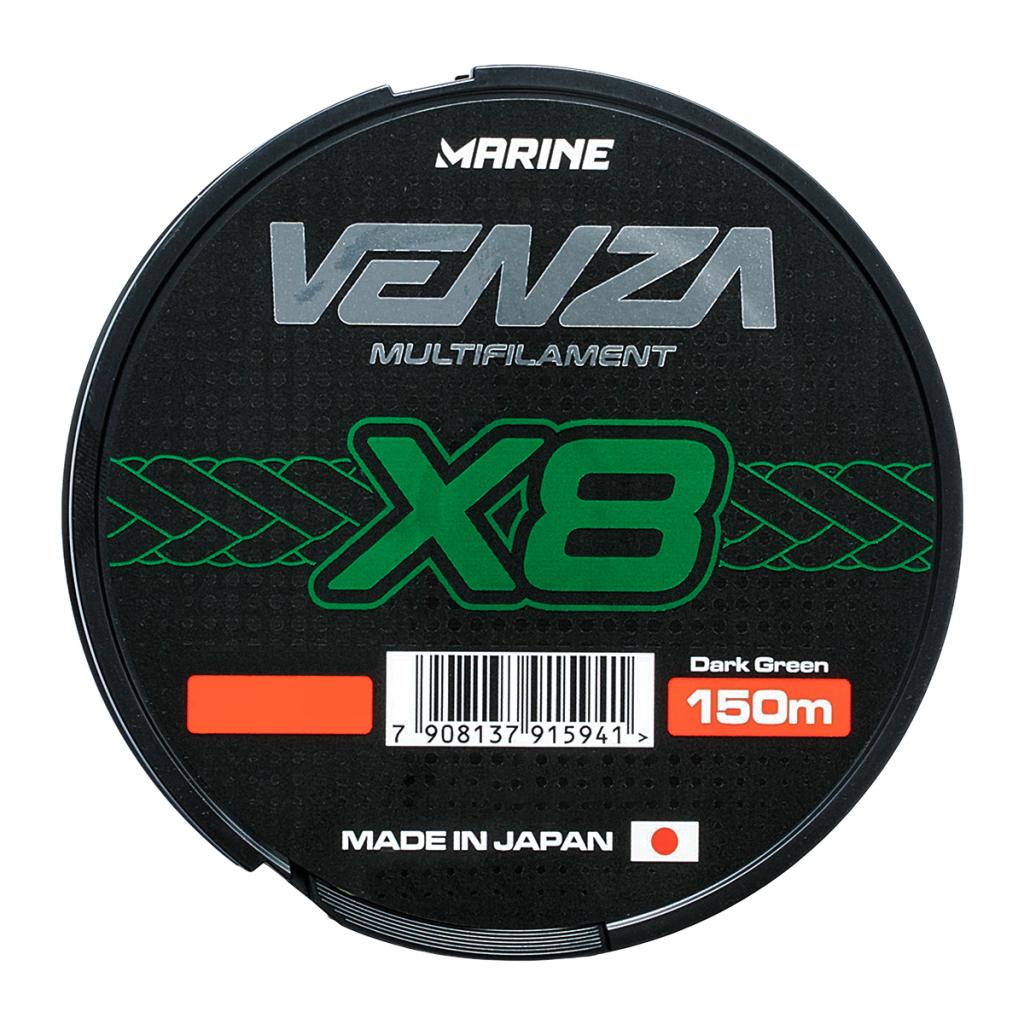 MARINE
VENZA
MULTIFILAMENT
X8
Dark Green
150m
7 908137 915941 >
MADE IN JAPAN